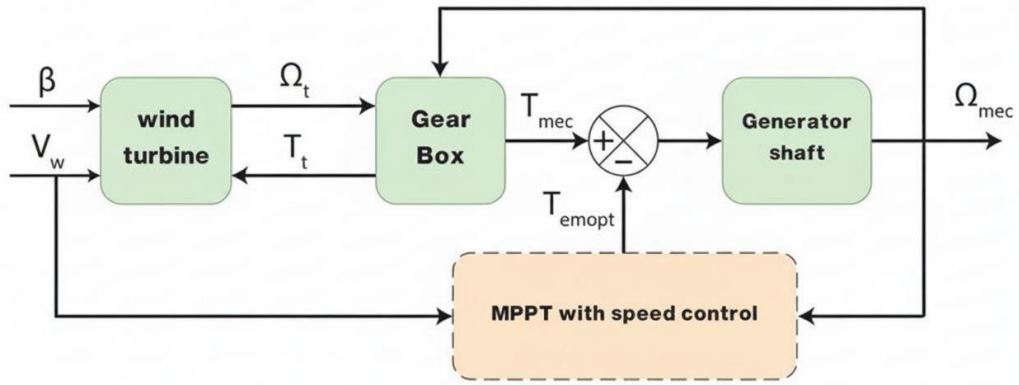 β
V_w
wind
turbine
Ω_t
T_t
Gear
Box
T_mec
+
−
T_emopt
Generator
shaft
Ω_mec
MPPT with speed control